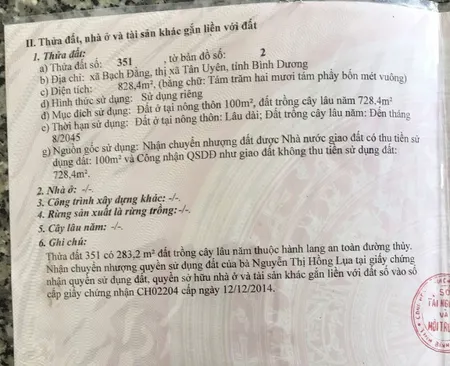 II. Thửa đất, nhà ở và tài sản khác gắn liền với đất
1. Thửa đất:
a) Thửa đất số: 351 , tờ bản đồ số: 2
b) Địa chỉ: xã Bạch Đằng, thị xã Tân Uyên, tỉnh Bình Dương
c) Diện tích: 828,4m², (bằng chữ: Tám trăm hai mươi tám phẩy bốn mét vuông)
d) Hình thức sử dụng: Sử dụng riêng
đ) Mục đích sử dụng: Đất ở tại nông thôn 100m², đất trồng cây lâu năm 728,4m²
e) Thời hạn sử dụng: Đất ở tại nông thôn: Lâu dài; Đất trồng cây lâu năm: Đến tháng
8/2045
g) Nguồn gốc sử dụng: Nhận chuyển nhượng đất được Nhà nước giao đất có thu tiền sử
dụng đất: 100m² và Công nhận QSDĐ như giao đất không thu tiền sử dụng đất:
728,4m².
2. Nhà ở: -/-.
3. Công trình xây dựng khác: -/-.
4. Rừng sản xuất là rừng trồng:-/-.
5. Cây lâu năm: -/-.
6. Ghi chú:
Thửa đất 351 có 283,2 m² đất trồng cây lâu năm thuộc hành lang an toàn đường thủy.
Nhận chuyển nhượng quyền sử dụng đất của bà Nguyễn Thị Hồng Lụa tại giấy chứng
nhận quyền sử dụng đất, quyền sở hữu nhà ở và tài sản khác gắn liền với đất số vào sổ
cấp giấy chứng nhận CH02204 cấp ngày 12/12/2014.
SỞ
TÀI NG
VÀ
MÔI TRƯ